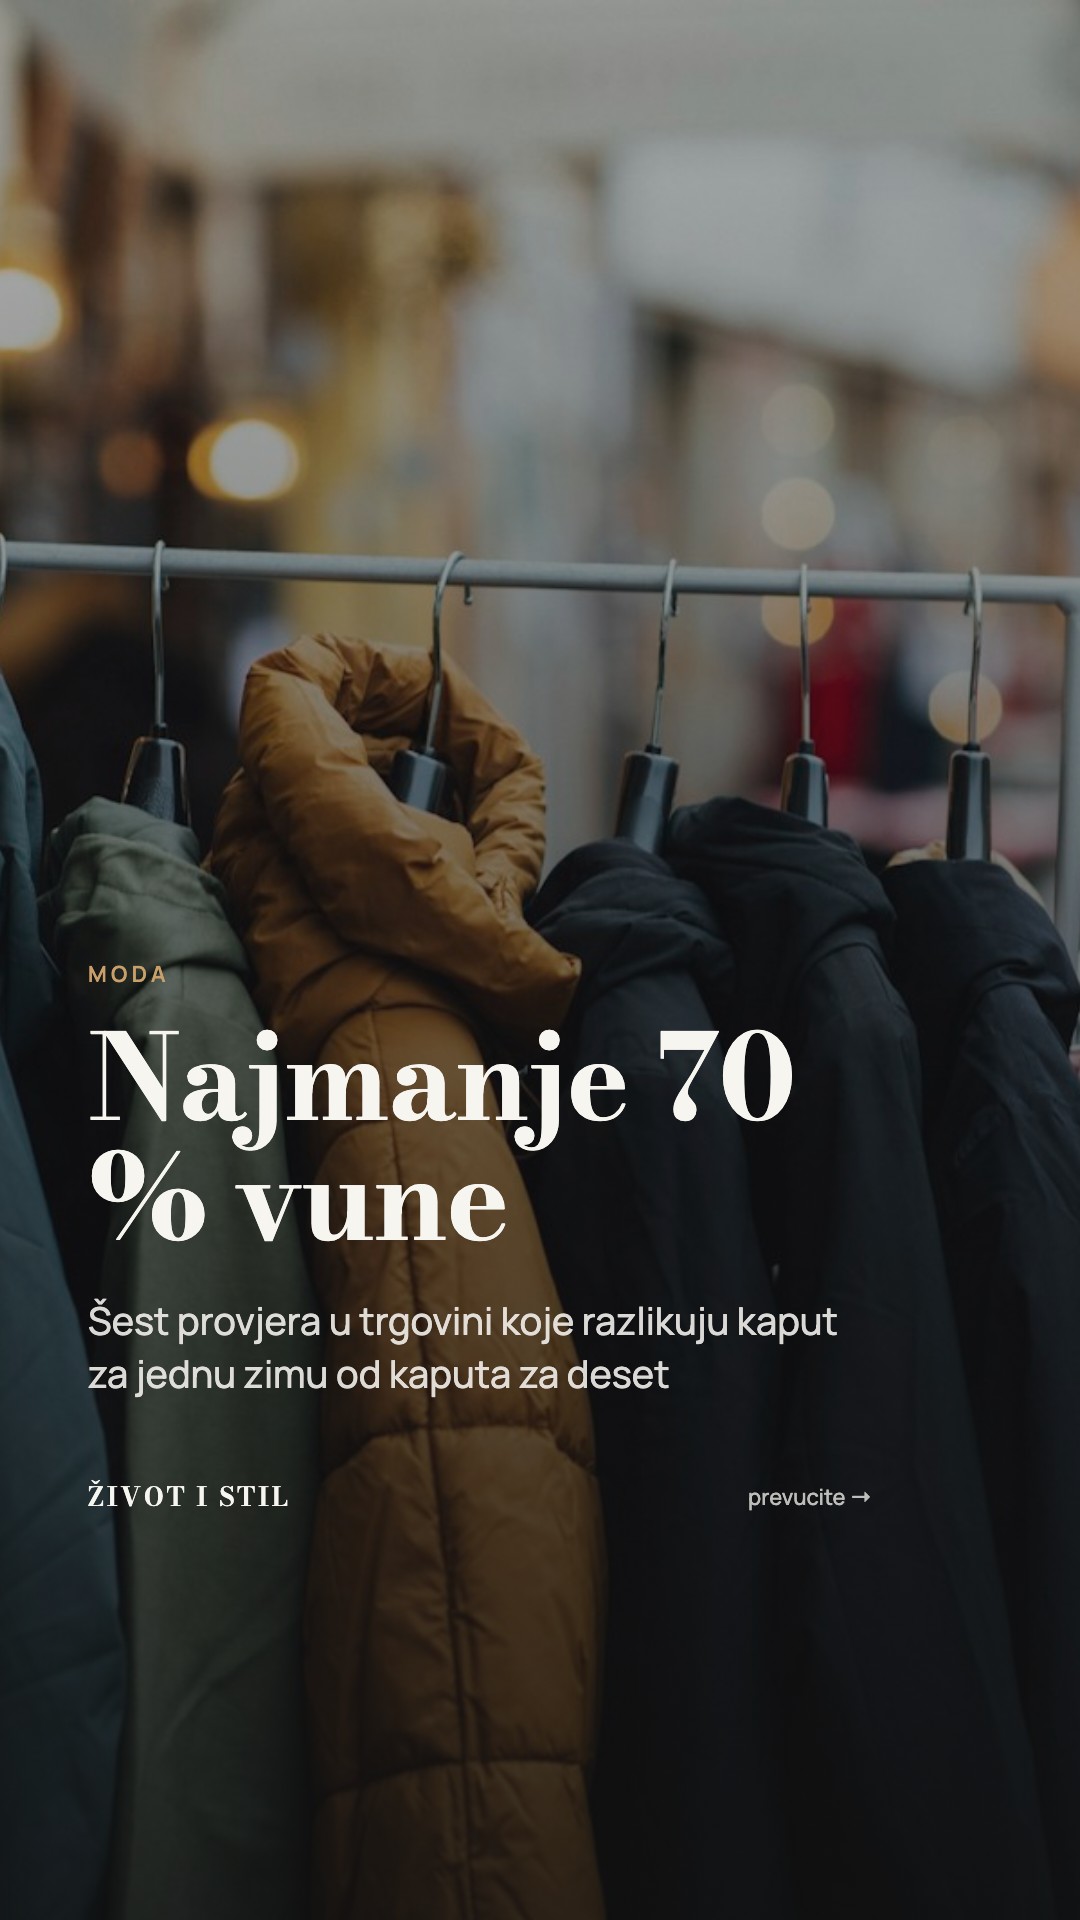 MODA
Najmanje 70
% vune
Šest provjera u trgovini koje razlikuju kaput
za jednu zimu od kaputa za deset
ŽIVOT I STIL
prevucite →